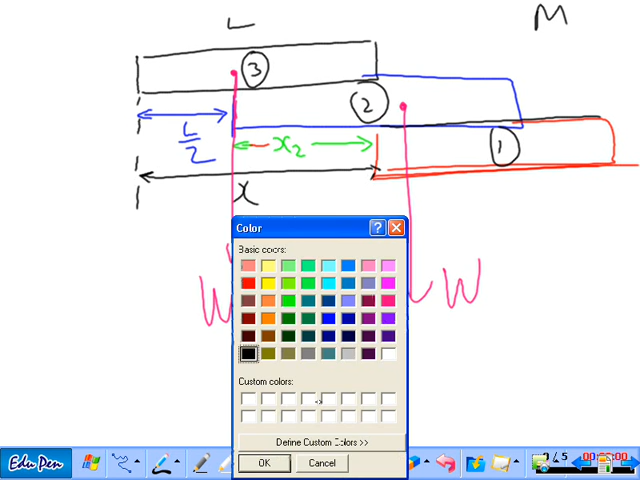 L
M
3
2
1
L/2
x2
x
W
W
Color
Basic colors:
Custom colors:
Define Custom Colors >>
OK
Cancel
Edu Pen